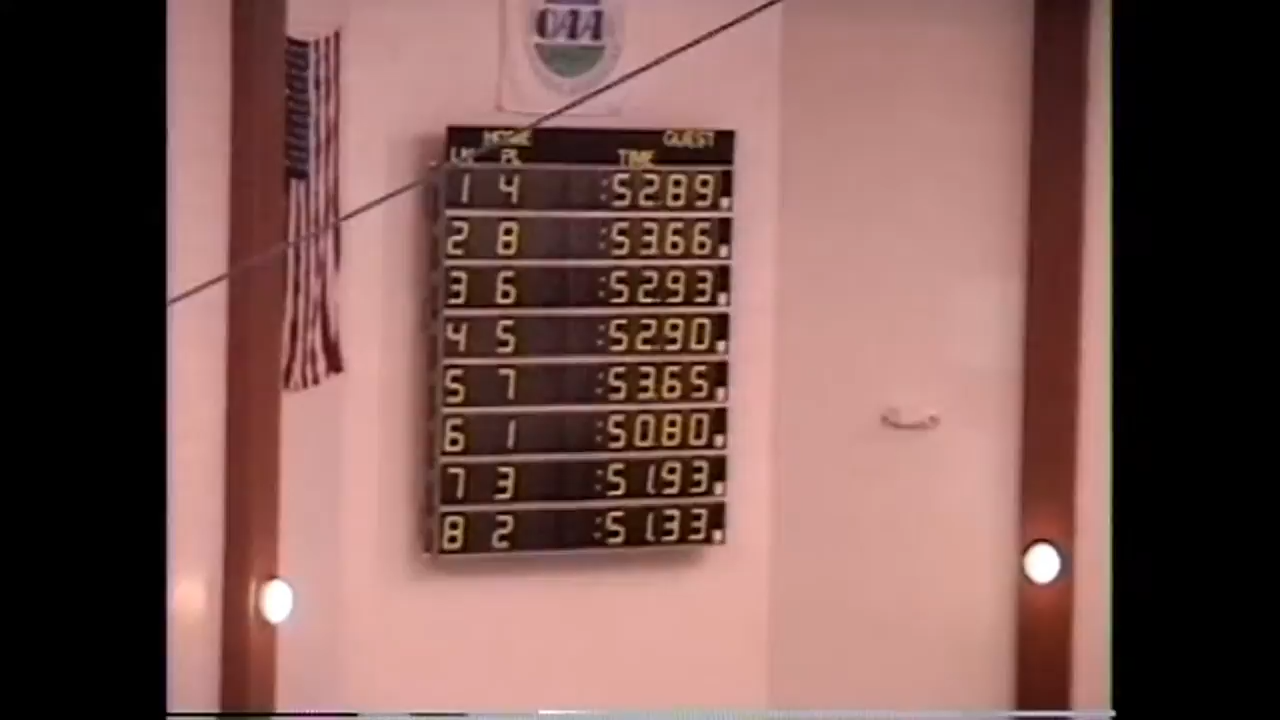 OAA
HOME GUEST
LN PL TIME
1 4 :52.89
2 8 :53.66
3 6 :52.93
4 5 :52.90
5 7 :53.65
6 1 :50.80
7 3 :51.93
8 2 :51.33